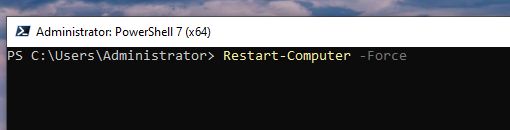 Administrator: PowerShell 7 (x64)
PS C:\Users\Administrator> Restart-Computer -Force